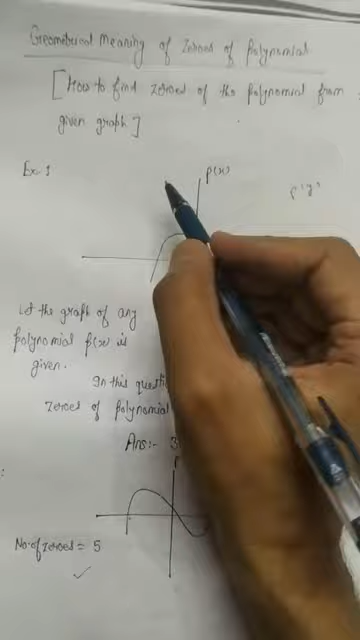 Geometrical Meaning of Zeroes of Polynomial
[How to find zeroes of the polynomial from
given graph]
Ex-1
P(x)
Let the graph of any
polynomial p(x) is
given.
In this
zeroes of polynomial
Ans:- 3
No. of zeroes = 5